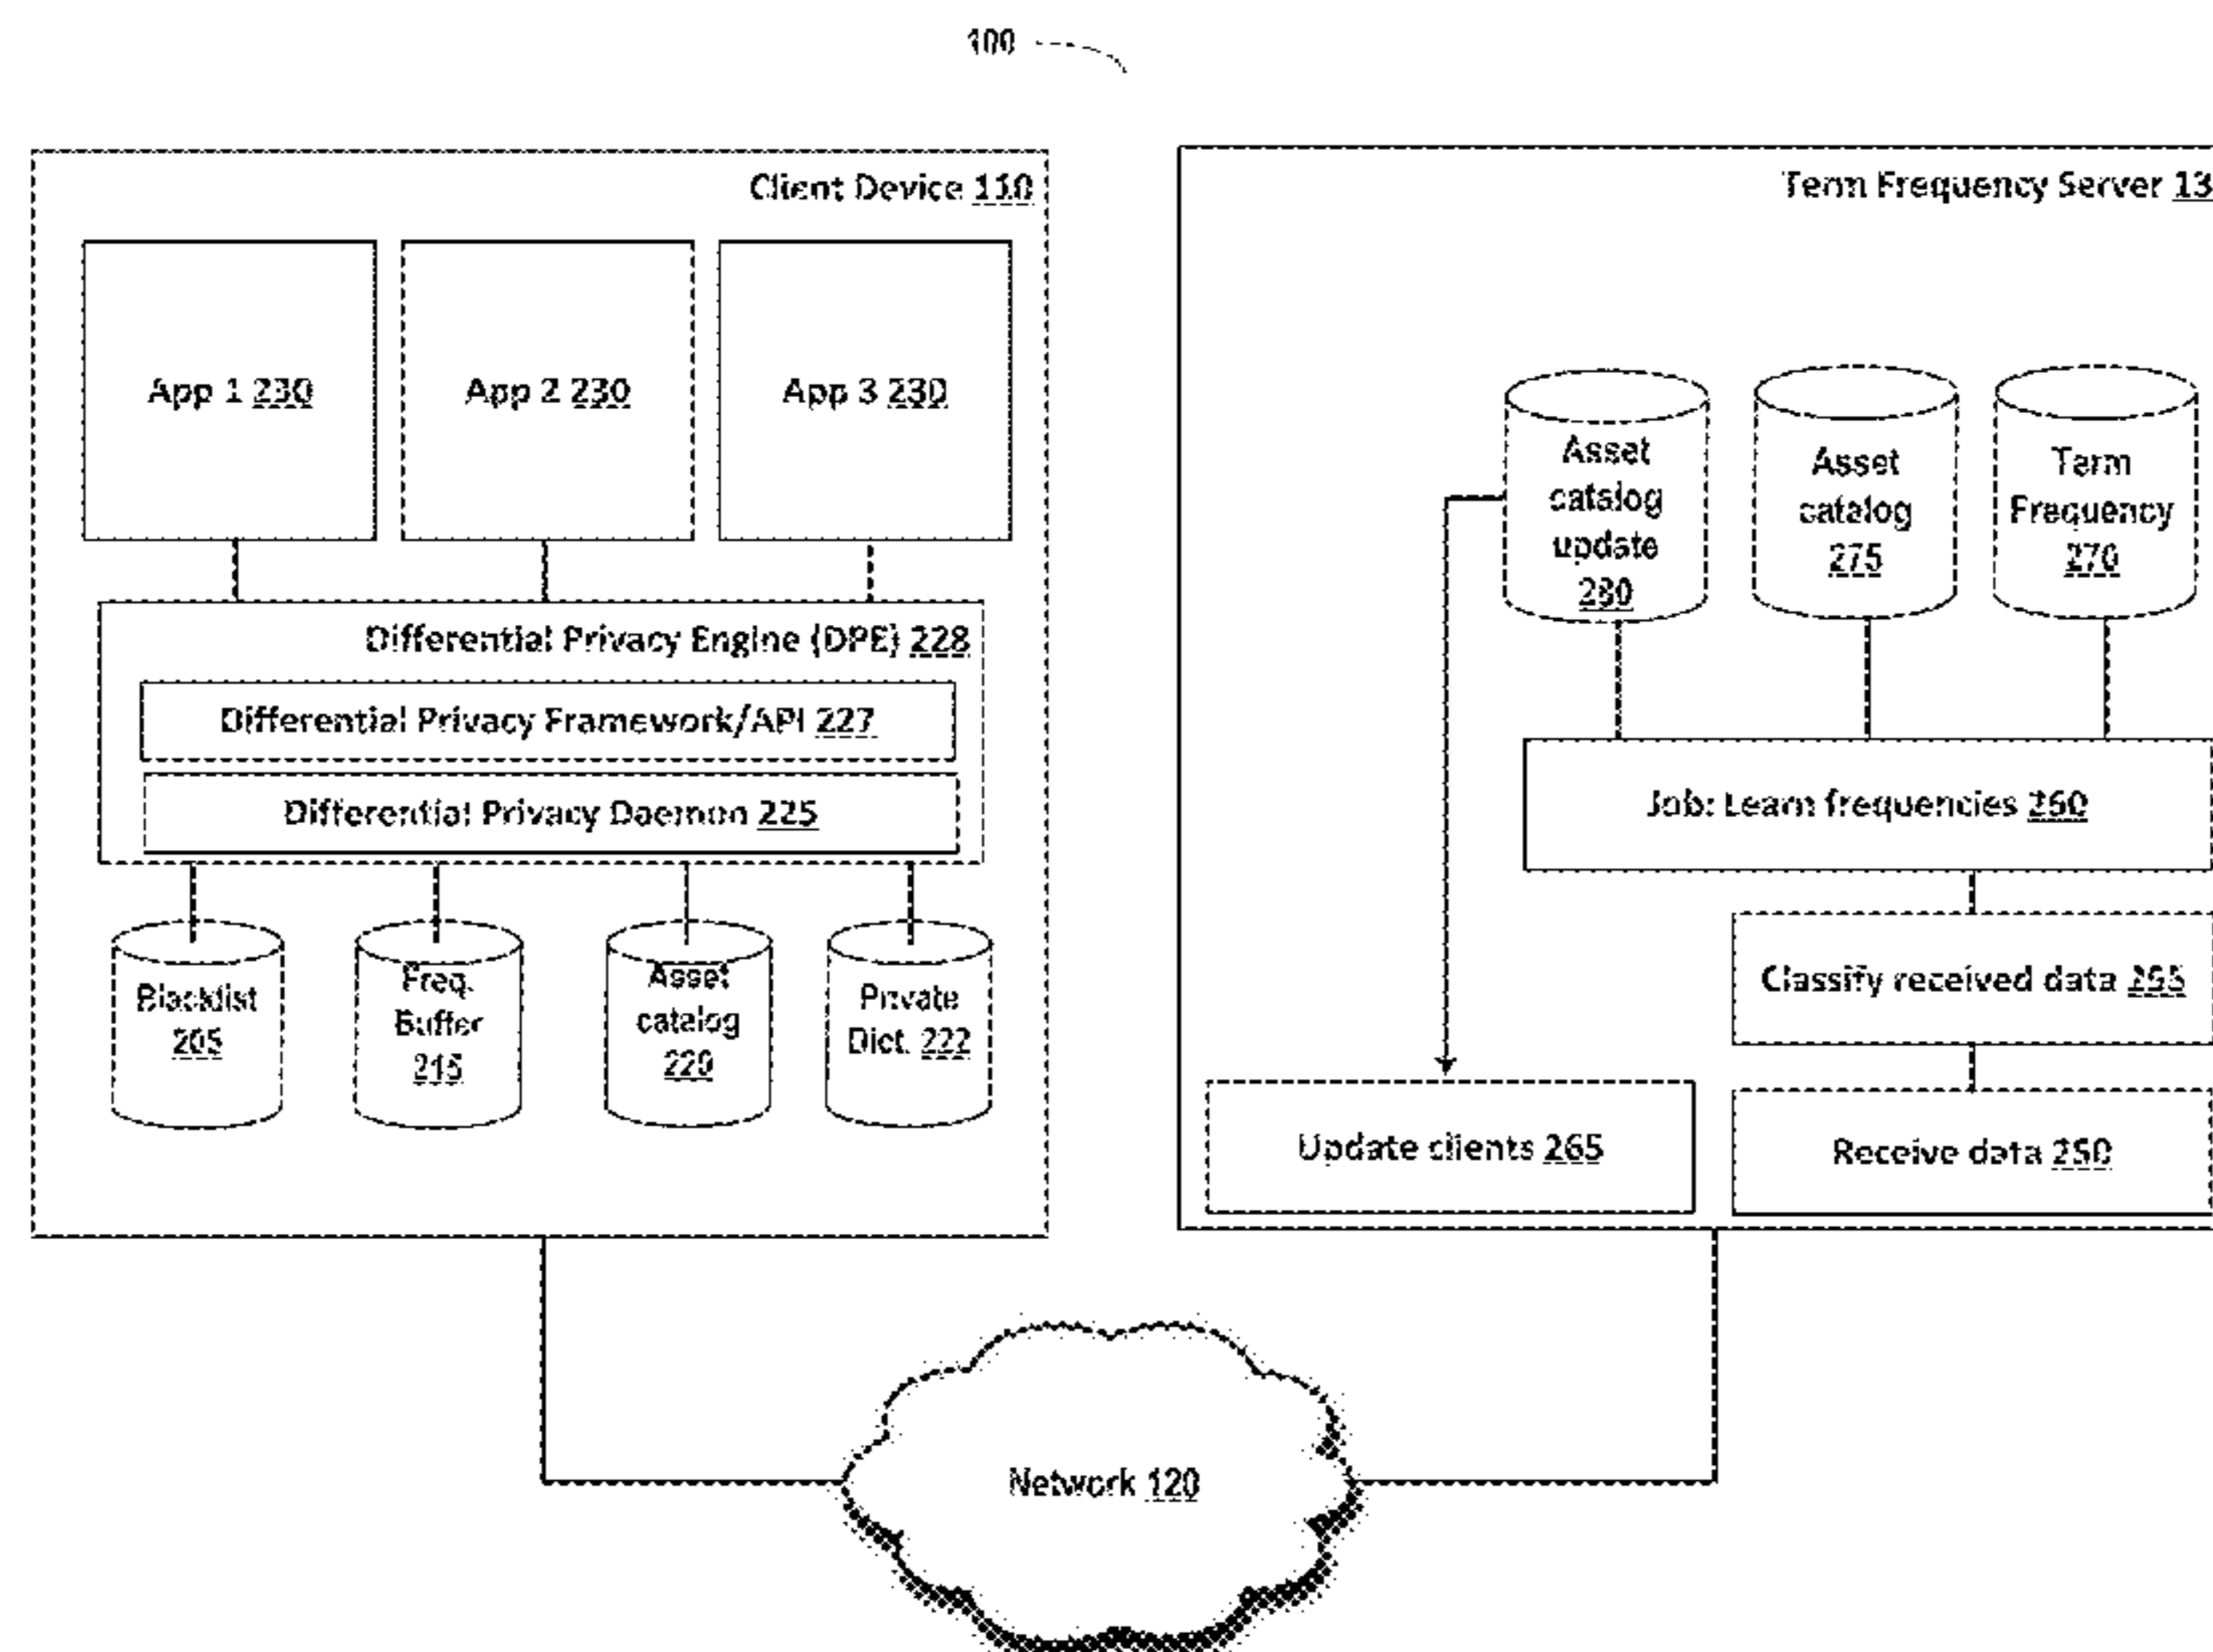 100
Client Device 110
App 1 230
App 2 230
App 3 230
Differential Privacy Engine (DPE) 228
Differential Privacy Framework/API 227
Differential Privacy Daemon 225
Blacklist
205
Freq.
Buffer
215
Asset
catalog
220
Private
Dict. 222
Term Frequency Server 13
Asset
catalog
update
280
Asset
catalog
275
Term
Frequency
270
Job: Learn frequencies 260
Classify received data 255
Update clients 265
Receive data 250
Network 120